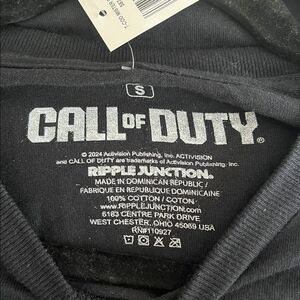 S
CALL OF DUTY®
© 2024 Activision Publishing, Inc. ACTIVISION
and CALL OF DUTY are trademarks of Activision Publishing, Inc.
RIPPLE JUNCTION®
MADE IN DOMINICAN REPUBLIC /
FABRIQUE EN REPUBLIQUE DOMINICAINE
100% COTTON / COTON
www.RIPPLEJUNCTION.com
6183 CENTRE PARK DRIVE
WEST CHESTER, OHIO 45069 USA
RN#110927